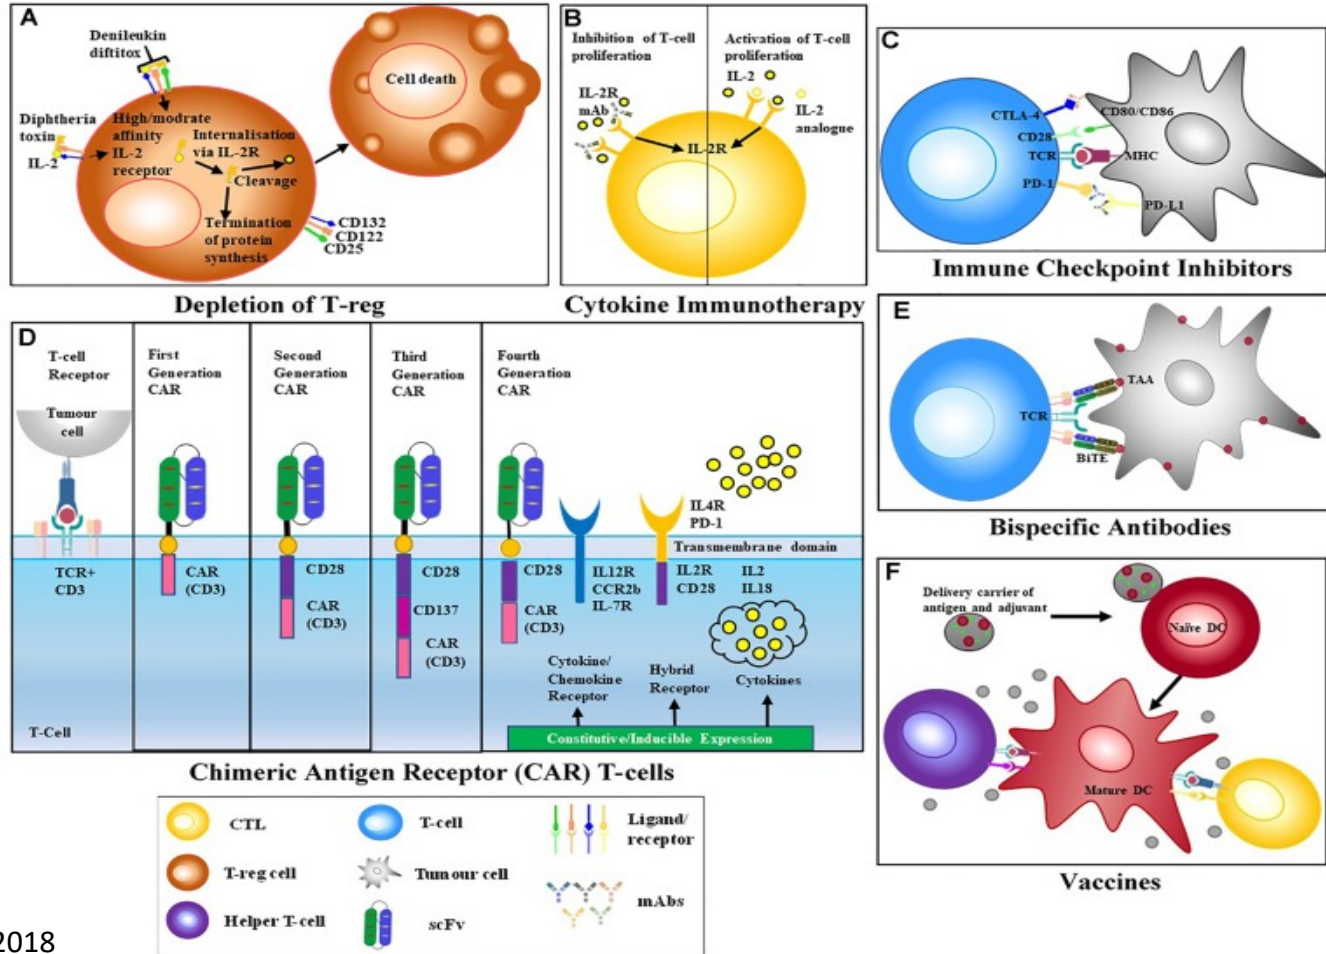 A
Denileukin
diftitox
Diphtheria
toxin
IL-2
High/modrate
affinity
IL-2
receptor
Internalisation
via IL-2R
Cleavage
Termination
of protein
synthesis
CD132
CD122
CD25
Cell death
Depletion of T-reg
B
Inhibition of T-cell
proliferation
Activation of T-cell
proliferation
IL-2
IL-2R
mAb
IL-2
analogue
IL-2R
Cytokine Immunotherapy
C
CTLA-4
CD80/CD86
CD28
TCR
MHC
PD-1
PD-L1
Immune Checkpoint Inhibitors
D
T-cell
Receptor
Tumour
cell
TCR+
CD3
T-Cell
First
Generation
CAR
CAR
(CD3)
Second
Generation
CAR
CD28
CAR
(CD3)
Third
Generation
CAR
CD28
CD137
CAR
(CD3)
Fourth
Generation
CAR
CD28
CAR
(CD3)
IL4R
PD-1
Transmembrane domain
IL12R
CCR2b
IL-7R
IL2R
CD28
IL2
IL18
Cytokine/
Chemokine
Receptor
Hybrid
Receptor
Cytokines
Constitutive/Inducible Expression
Chimeric Antigen Receptor (CAR) T-cells
E
TAA
TCR
BiTE
Bispecific Antibodies
F
Delivery carrier of
antigen and adjuvant
Naïve DC
Mature DC
Vaccines
CTL
T-cell
Ligand/
receptor
T-reg cell
Tumour cell
mAbs
Helper T-cell
scFv
2018